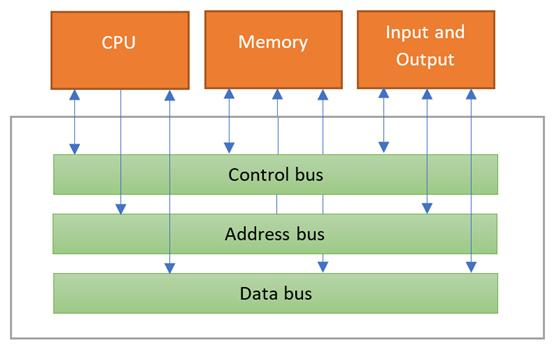 CPU
Memory
Input and
Output
Control bus
Address bus
Data bus